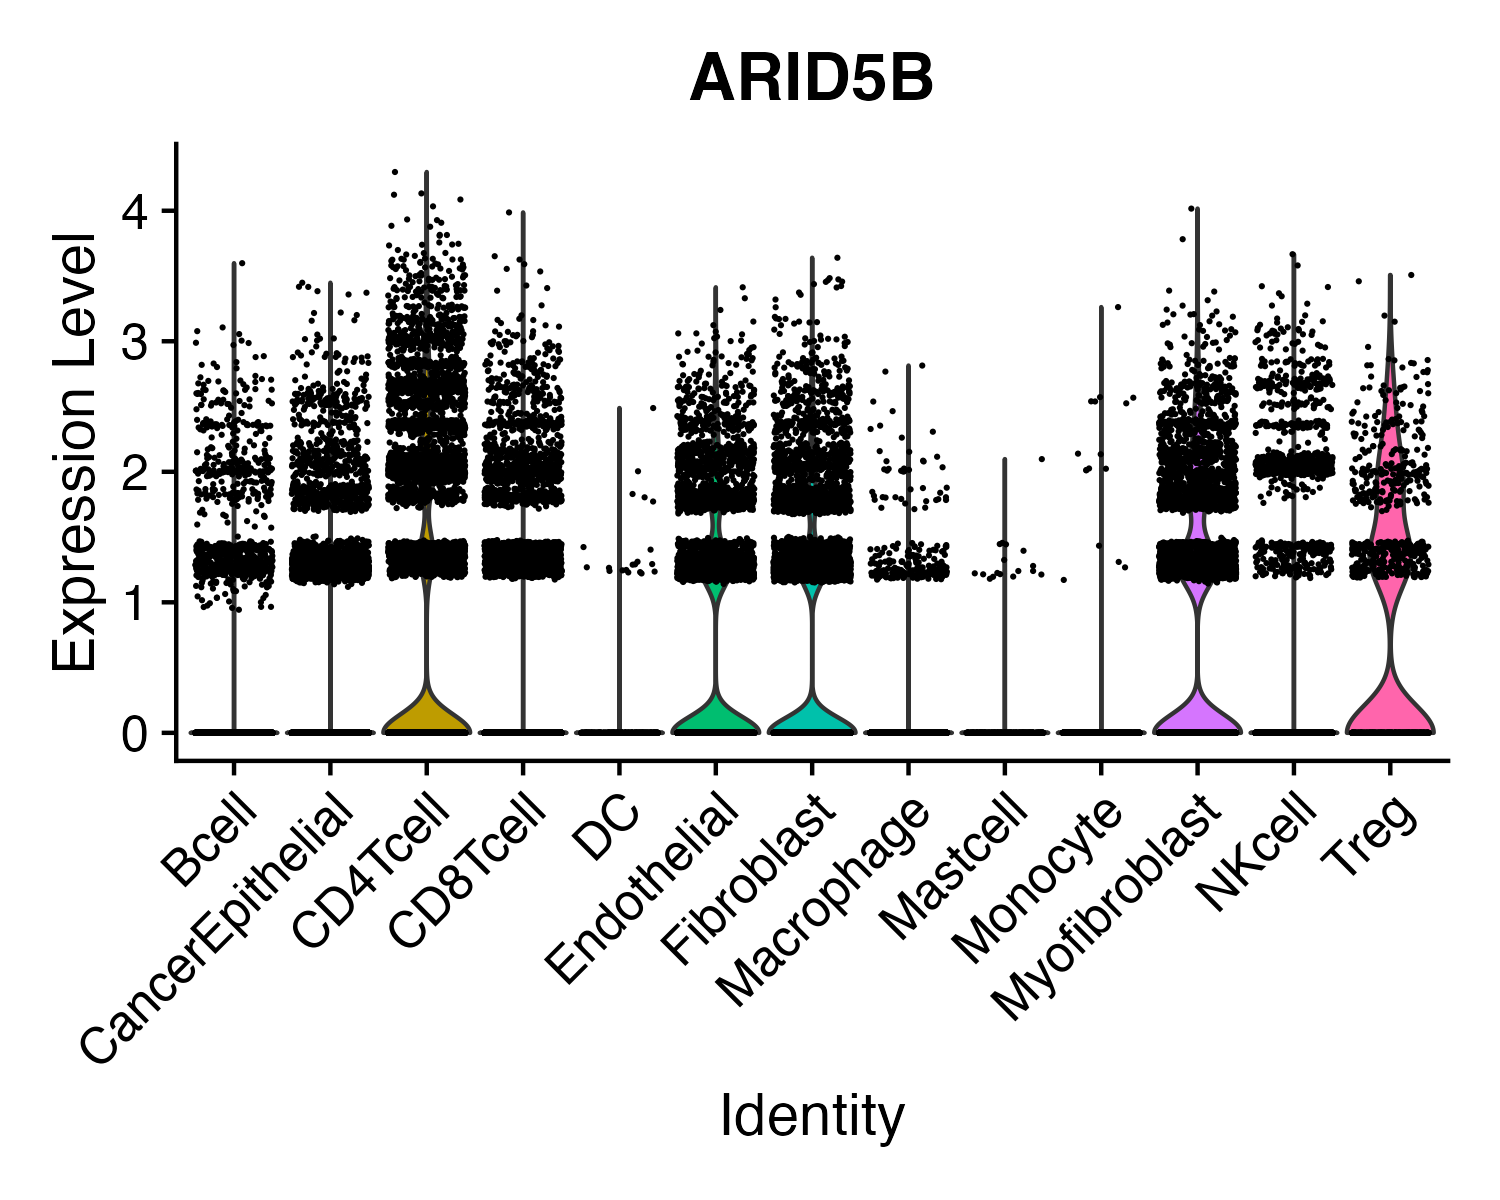 ARID5B
Expression Level
4
3
2
1
0
Bcell
CancerEpithelial
CD4Tcell
CD8Tcell
DC
Endothelial
Fibroblast
Macrophage
Mastcell
Monocyte
Myofibroblast
NKcell
Treg
Identity